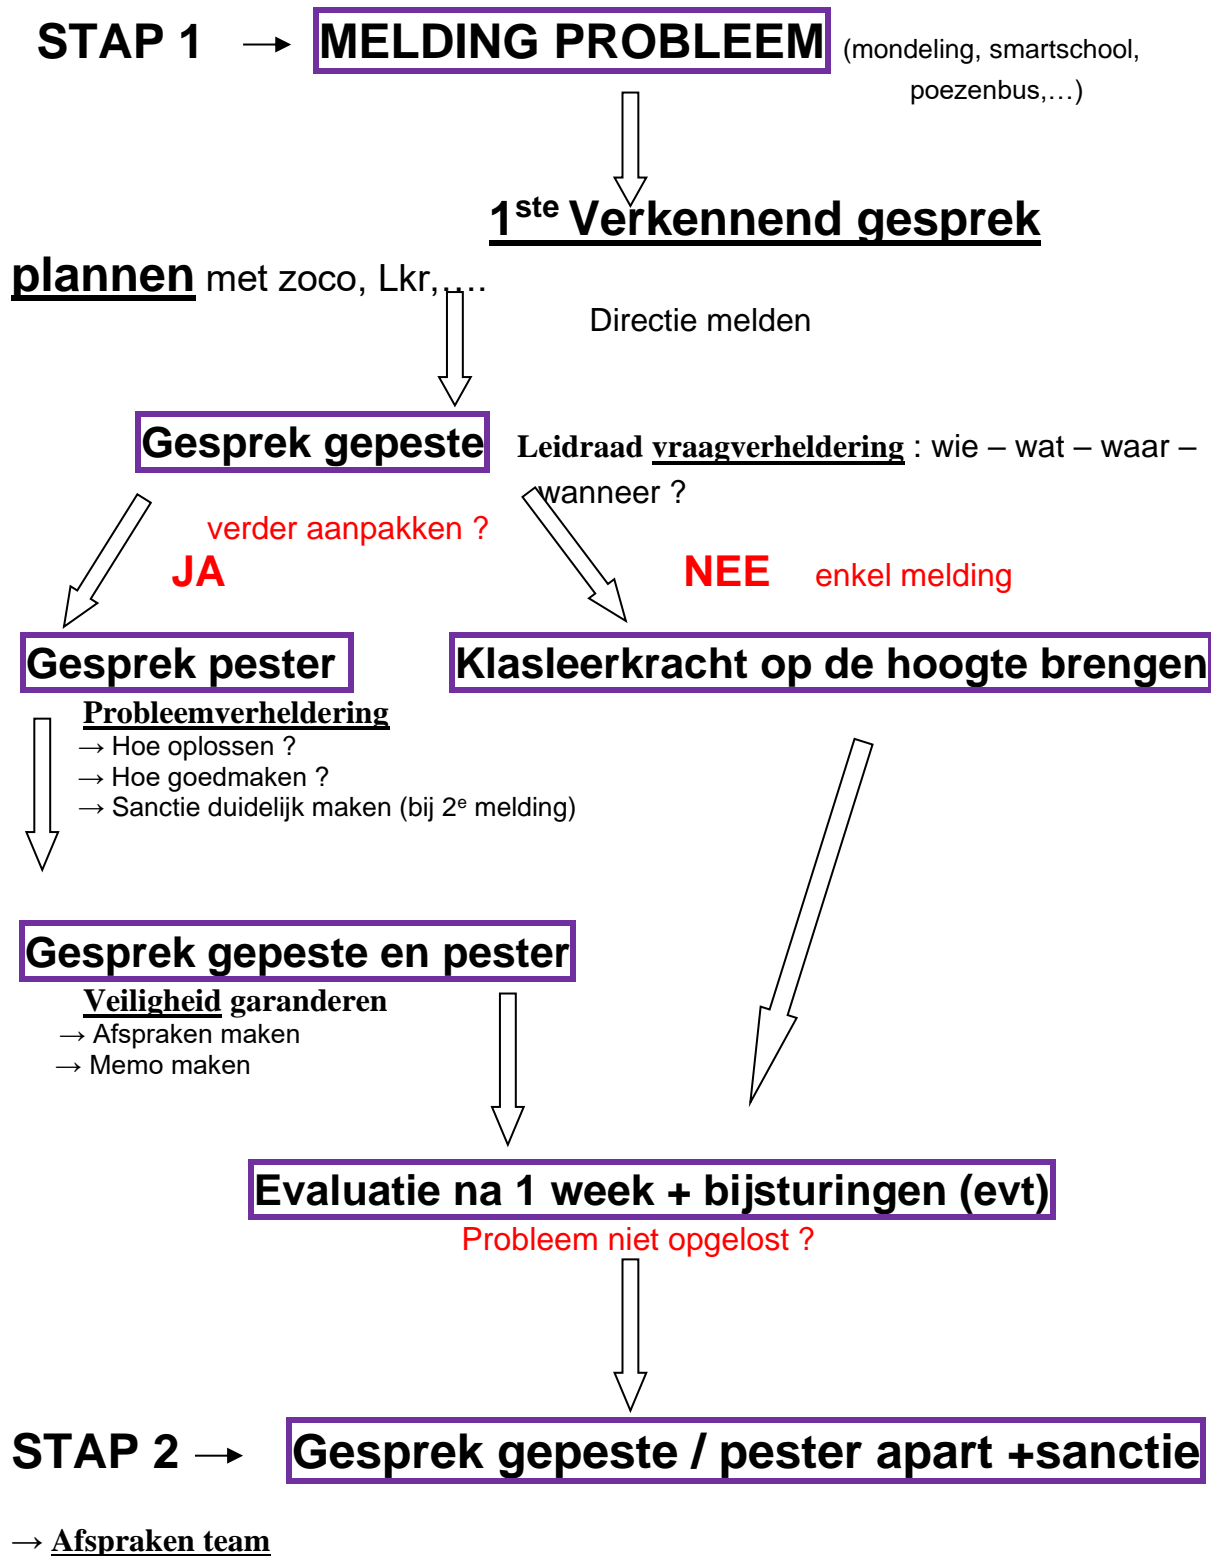 STAP 1 → MELDING PROBLEEM (mondeling, smartschool,
poezenbus,…)
1ste Verkennend gesprek
plannen met zoco, Lkr,….
Directie melden
Gesprek gepeste Leidraad vraagverheldering : wie – wat – waar –
wanneer ?
verder aanpakken ?
JA NEE enkel melding
Gesprek pester Klasleerkracht op de hoogte brengen
Probleemverheldering
→ Hoe oplossen ?
→ Hoe goedmaken ?
→ Sanctie duidelijk maken (bij 2e melding)
Gesprek gepeste en pester
Veiligheid garanderen
→ Afspraken maken
→ Memo maken
Evaluatie na 1 week + bijsturingen (evt)
Probleem niet opgelost ?
STAP 2 → Gesprek gepeste / pester apart +sanctie
→ Afspraken team